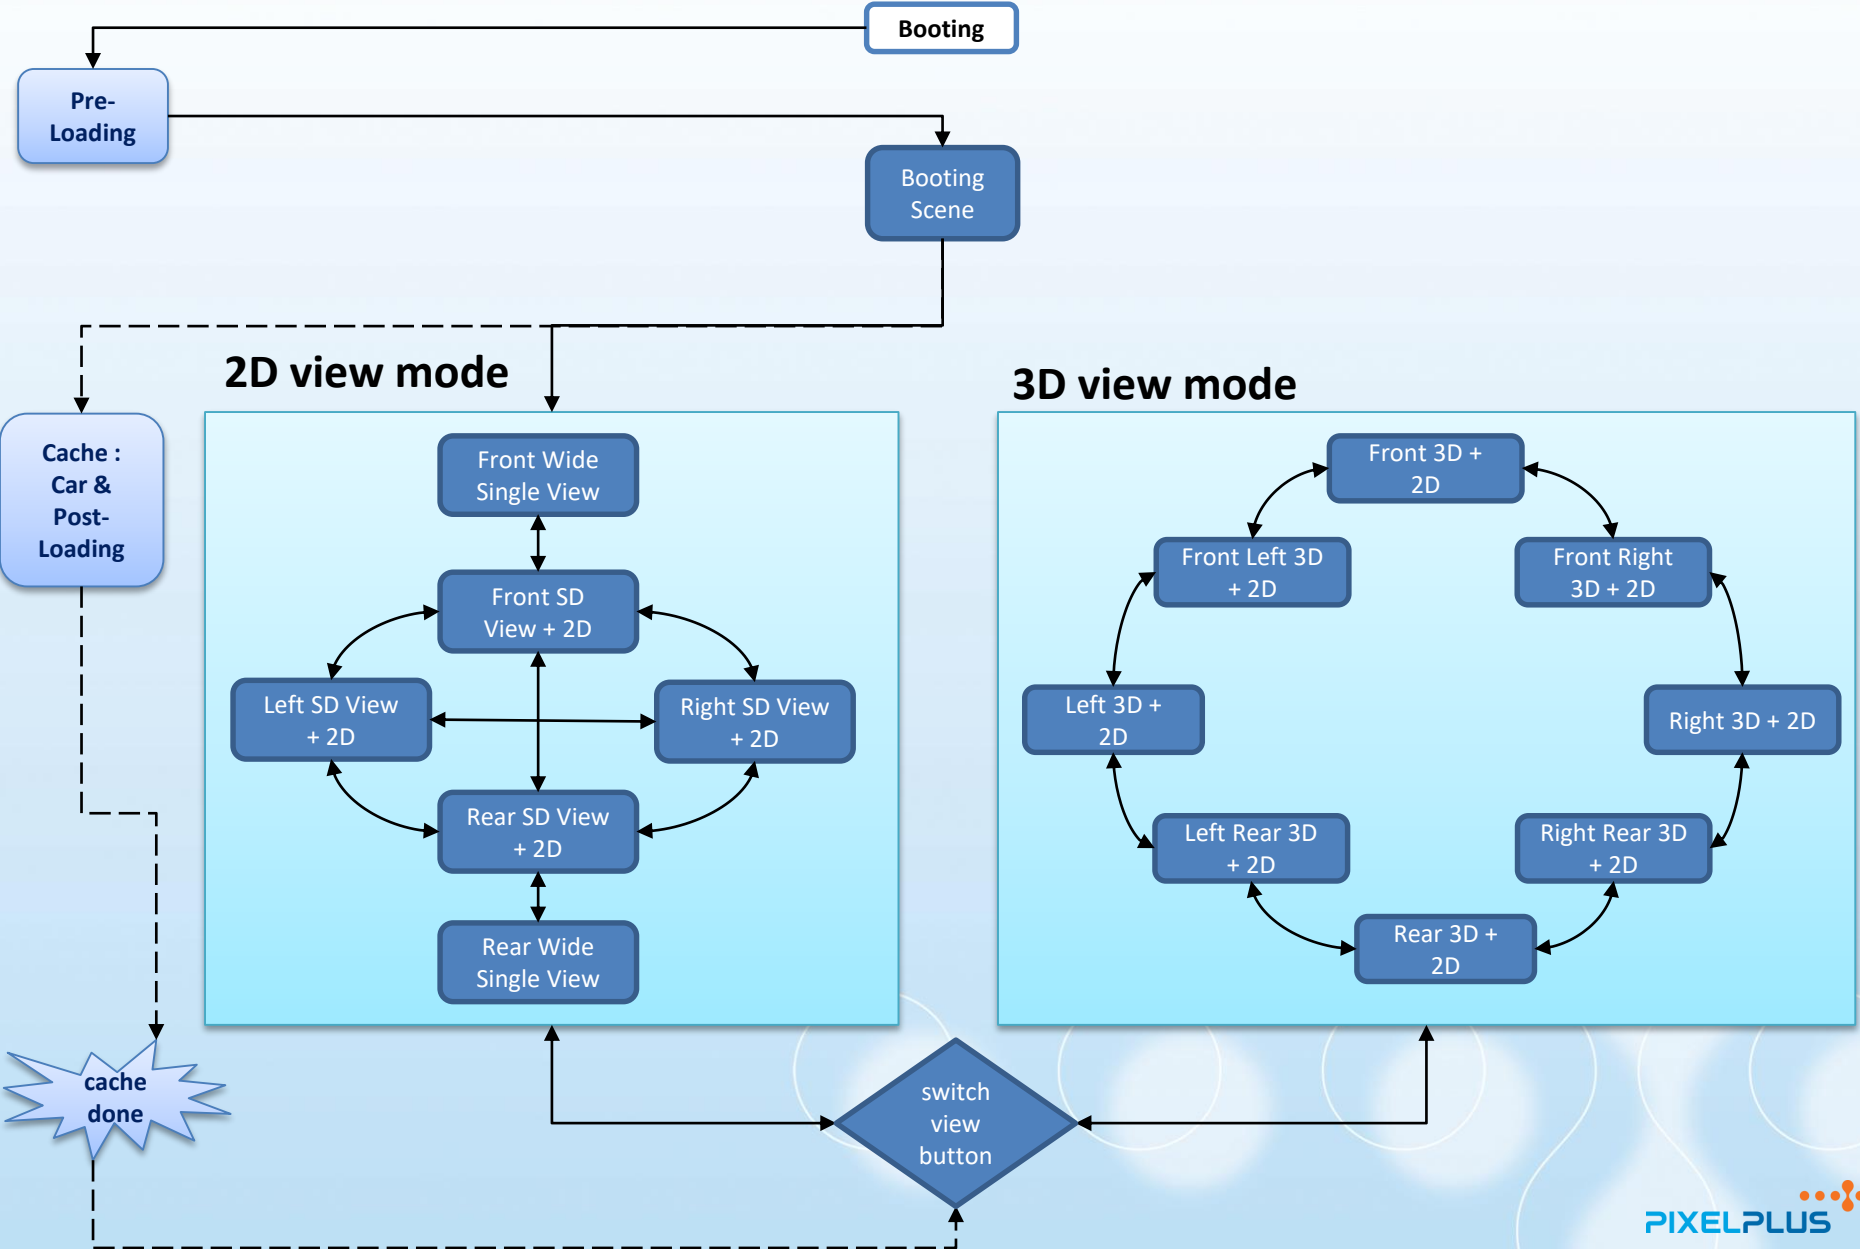 Booting
Pre-
Loading
Booting
Scene
2D view mode
3D view mode
Cache :
Car &
Post-
Loading
Front Wide
Single View
Front SD
View + 2D
Left SD View
+ 2D
Right SD View
+ 2D
Rear SD View
+ 2D
Rear Wide
Single View
Front 3D +
2D
Front Left 3D
+ 2D
Front Right
3D + 2D
Left 3D +
2D
Right 3D + 2D
Left Rear 3D
+ 2D
Right Rear 3D
+ 2D
Rear 3D +
2D
cache
done
switch
view
button
PIXELPLUS